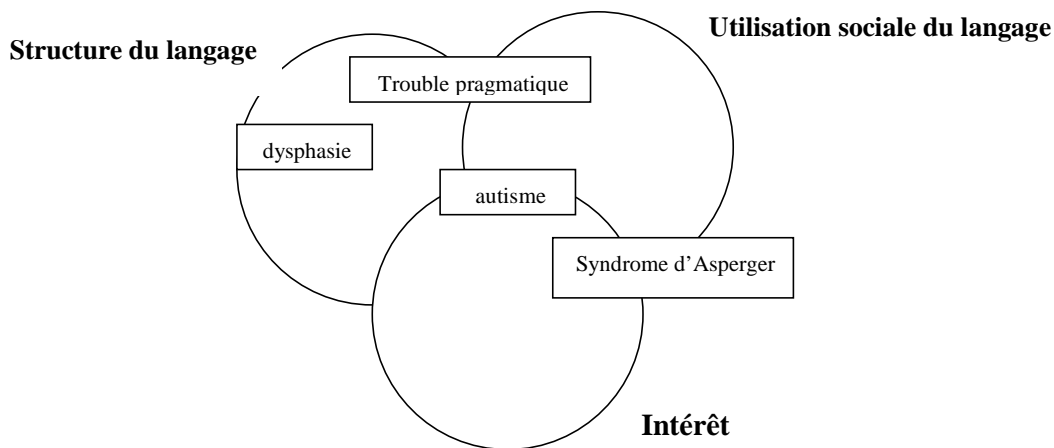 Utilisation sociale du langage
Structure du langage
Trouble pragmatique
dysphasie
autisme
Syndrome d’Asperger
Intérêt